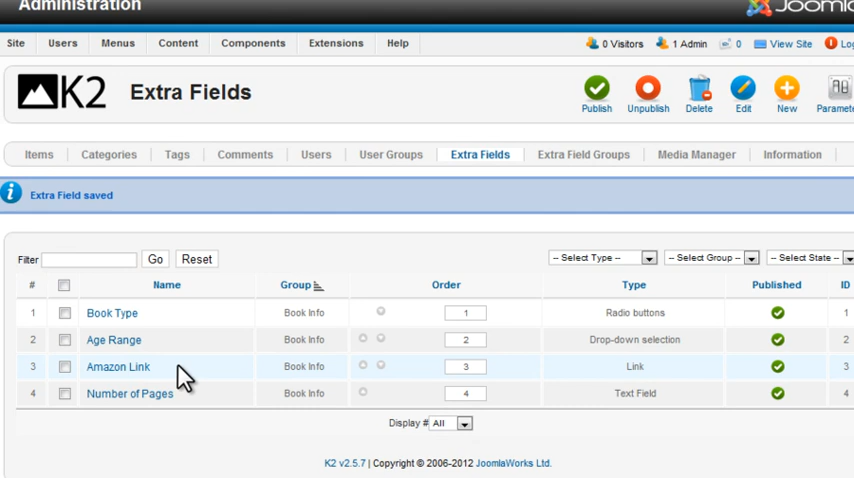 Administration
Site Users Menus Content Components Extensions Help 0 Visitors 1 Admin 0 View Site
K2 Extra Fields Publish Unpublish Delete Edit New
Items Categories Tags Comments Users User Groups Extra Fields Extra Field Groups Media Manager Information
i Extra Field saved
Filter Go Reset -- Select Type -- -- Select Group -- -- Select State --
# Name Group Order Type Published ID
1 Book Type Book Info 1 Radio buttons 1
2 Age Range Book Info 2 Drop-down selection 2
3 Amazon Link Book Info 3 Link 3
4 Number of Pages Book Info 4 Text Field 4
Display # All
K2 v2.5.7 | Copyright © 2006-2012 JoomlaWorks Ltd.